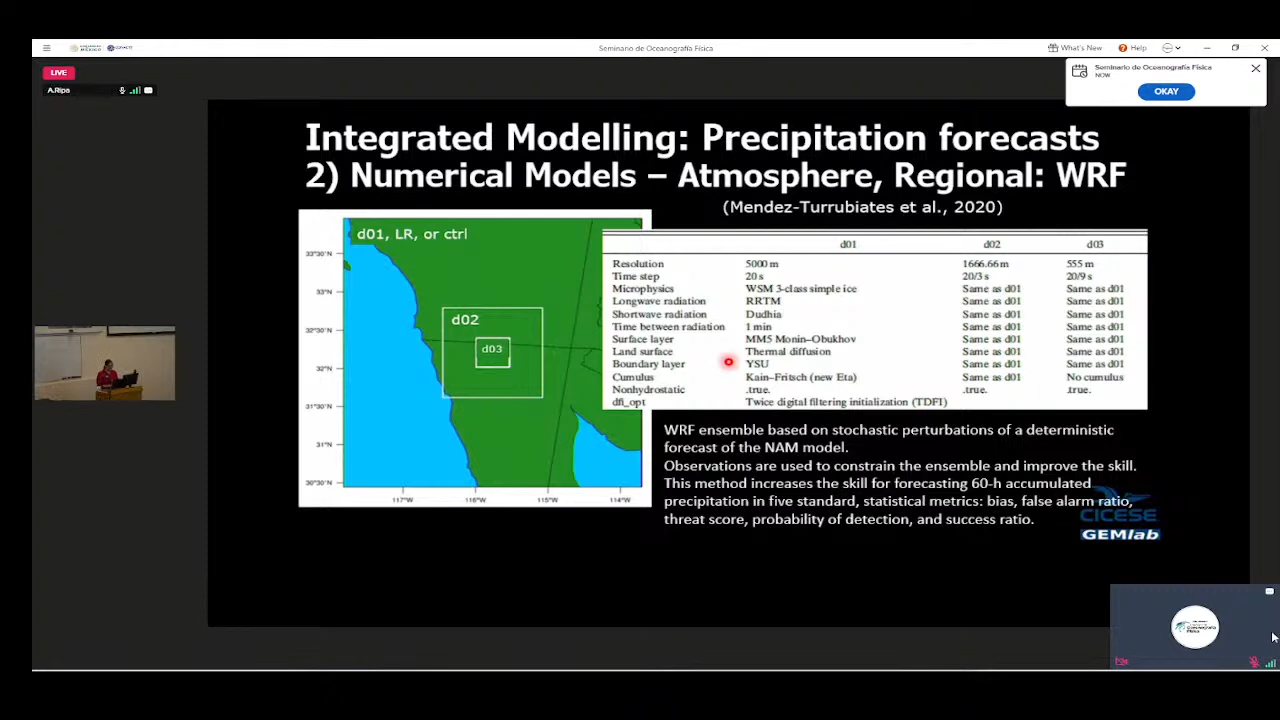 Seminario de Oceanografía Física
What's New
Help
LIVE
A.Ripa
Seminario de Oceanografía Física
NOW
OKAY
Integrated Modelling: Precipitation forecasts
2) Numerical Models – Atmosphere, Regional: WRF
(Mendez-Turrubiates et al., 2020)
d01, LR, or ctrl
d02
d03
33°30'N
33°N
32°30'N
32°N
31°30'N
31°N
30°30'N
117°W 116°W 115°W 114°W
d01 d02 d03
Resolution 5000 m 1666.66 m 555 m
Time step 20 s 20/3 s 20/9 s
Microphysics WSM 3-class simple ice Same as d01 Same as d01
Longwave radiation RRTM Same as d01 Same as d01
Shortwave radiation Dudhia Same as d01 Same as d01
Time between radiation 1 min Same as d01 Same as d01
Surface layer MM5 Monin–Obukhov Same as d01 Same as d01
Land surface Thermal diffusion Same as d01 Same as d01
Boundary layer YSU Same as d01 Same as d01
Cumulus Kain–Fritsch (new Eta) Same as d01 No cumulus
Nonhydrostatic .true. .true. .true.
dfi_opt Twice digital filtering initialization (TDFI)
WRF ensemble based on stochastic perturbations of a deterministic
forecast of the NAM model.
Observations are used to constrain the ensemble and improve the skill.
This method increases the skill for forecasting 60-h accumulated
precipitation in five standard, statistical metrics: bias, false alarm ratio,
threat score, probability of detection, and success ratio.
CICESE
GEMlab